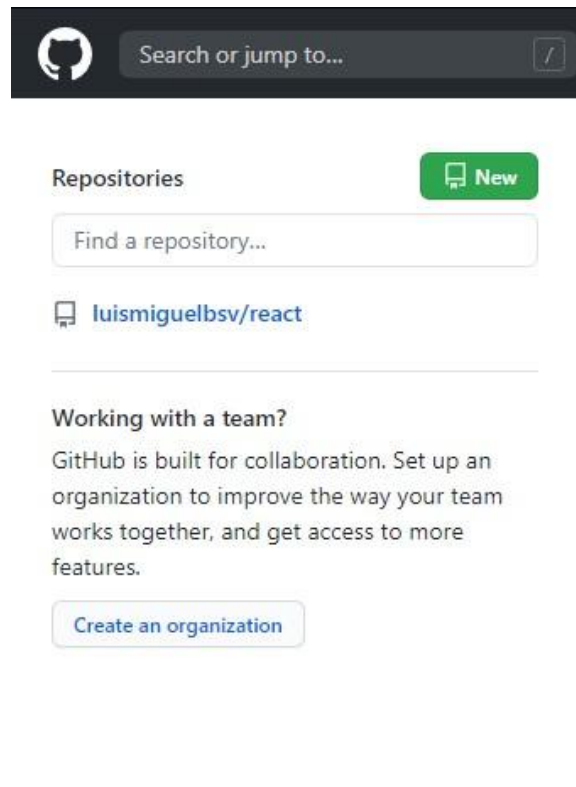 Search or jump to... /
Repositories New
Find a repository...
luismiguelbsv/react
Working with a team?
GitHub is built for collaboration. Set up an
organization to improve the way your team
works together, and get access to more
features.
Create an organization